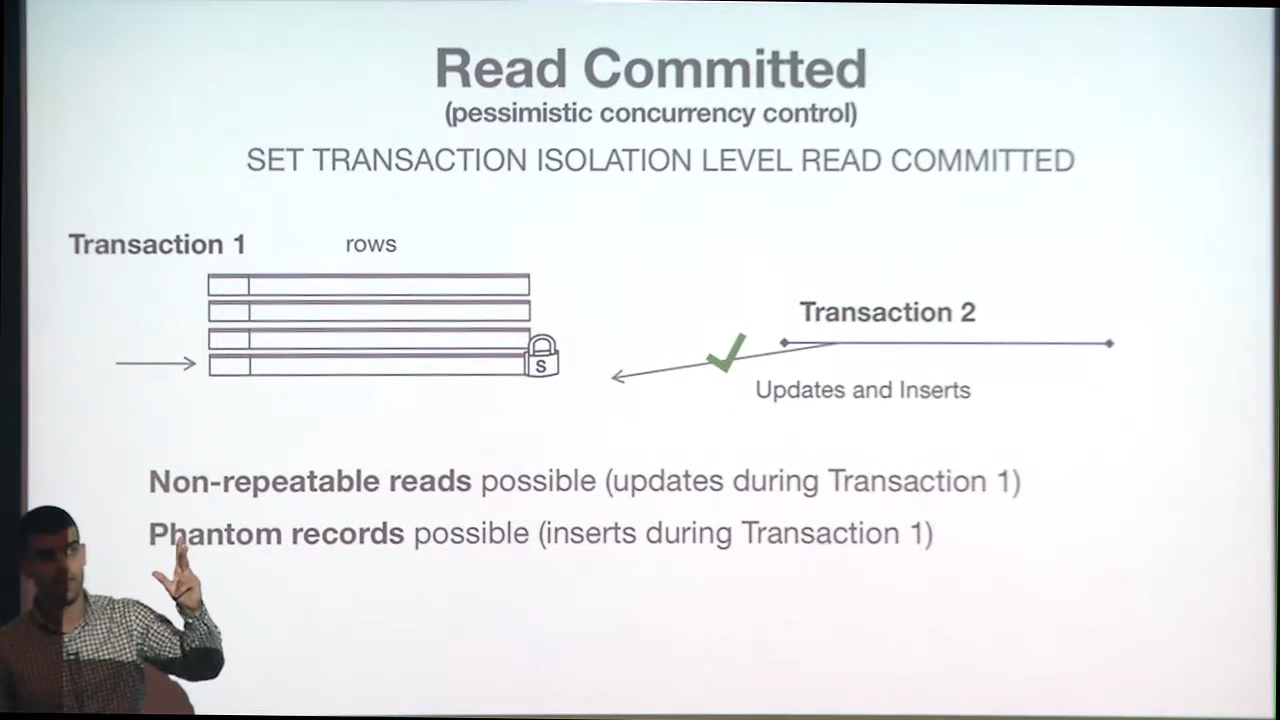 Read Committed
(pessimistic concurrency control)
SET TRANSACTION ISOLATION LEVEL READ COMMITTED
Transaction 1
rows
Transaction 2
S
Updates and Inserts
Non-repeatable reads possible (updates during Transaction 1)
Phantom records possible (inserts during Transaction 1)